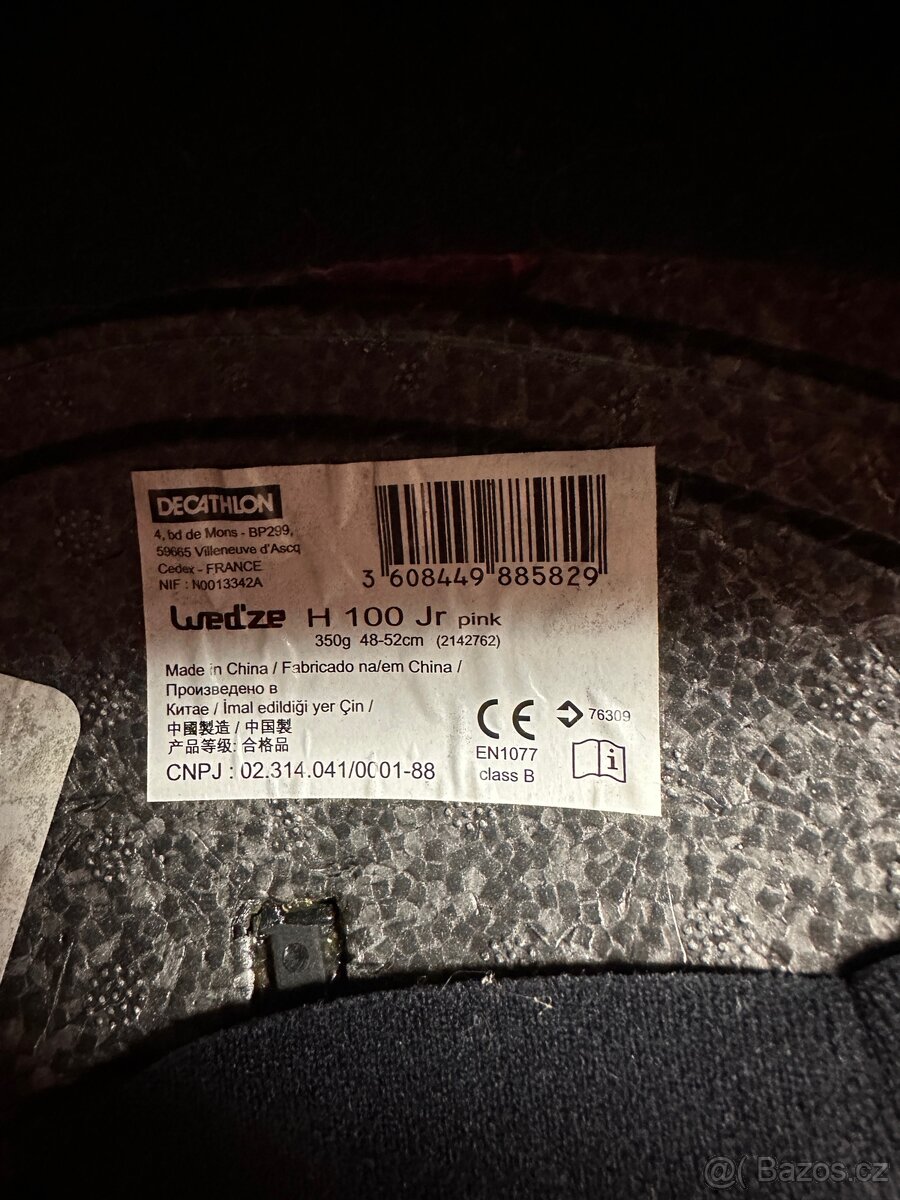 DECATHLON
4, bd de Mons - BP299,
59665 Villeneuve d'Ascq
Cedex - FRANCE
NIF : N0013342A
3 608449 885829
Wed'ze H 100 Jr pink
350g 48-52cm (2142762)
Made in China / Fabricado na/em China /
Произведено в
Китае / İmal edildiği yer Çin /
中國製造 / 中国製
产品等级: 合格品
CNPJ : 02.314.041/0001-88
CE
76309
EN1077
class B
i
@( Bazos.cz